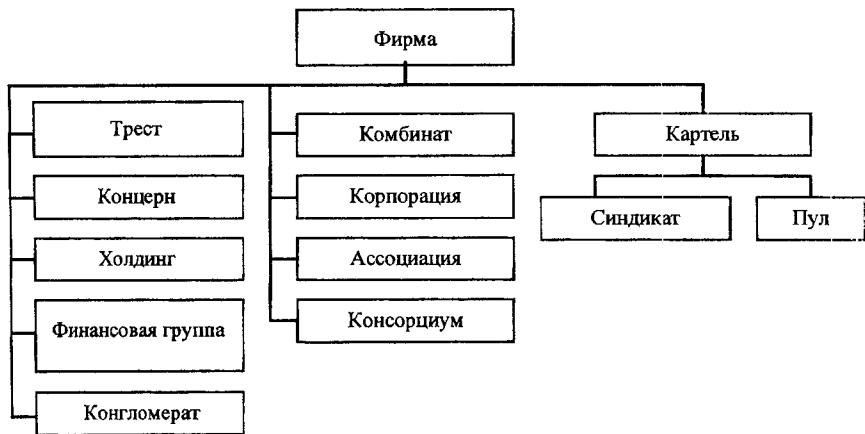 Фирма
Трест
Концерн
Холдинг
Финансовая группа
Конгломерат
Комбинат
Корпорация
Ассоциация
Консорциум
Картель
Синдикат
Пул